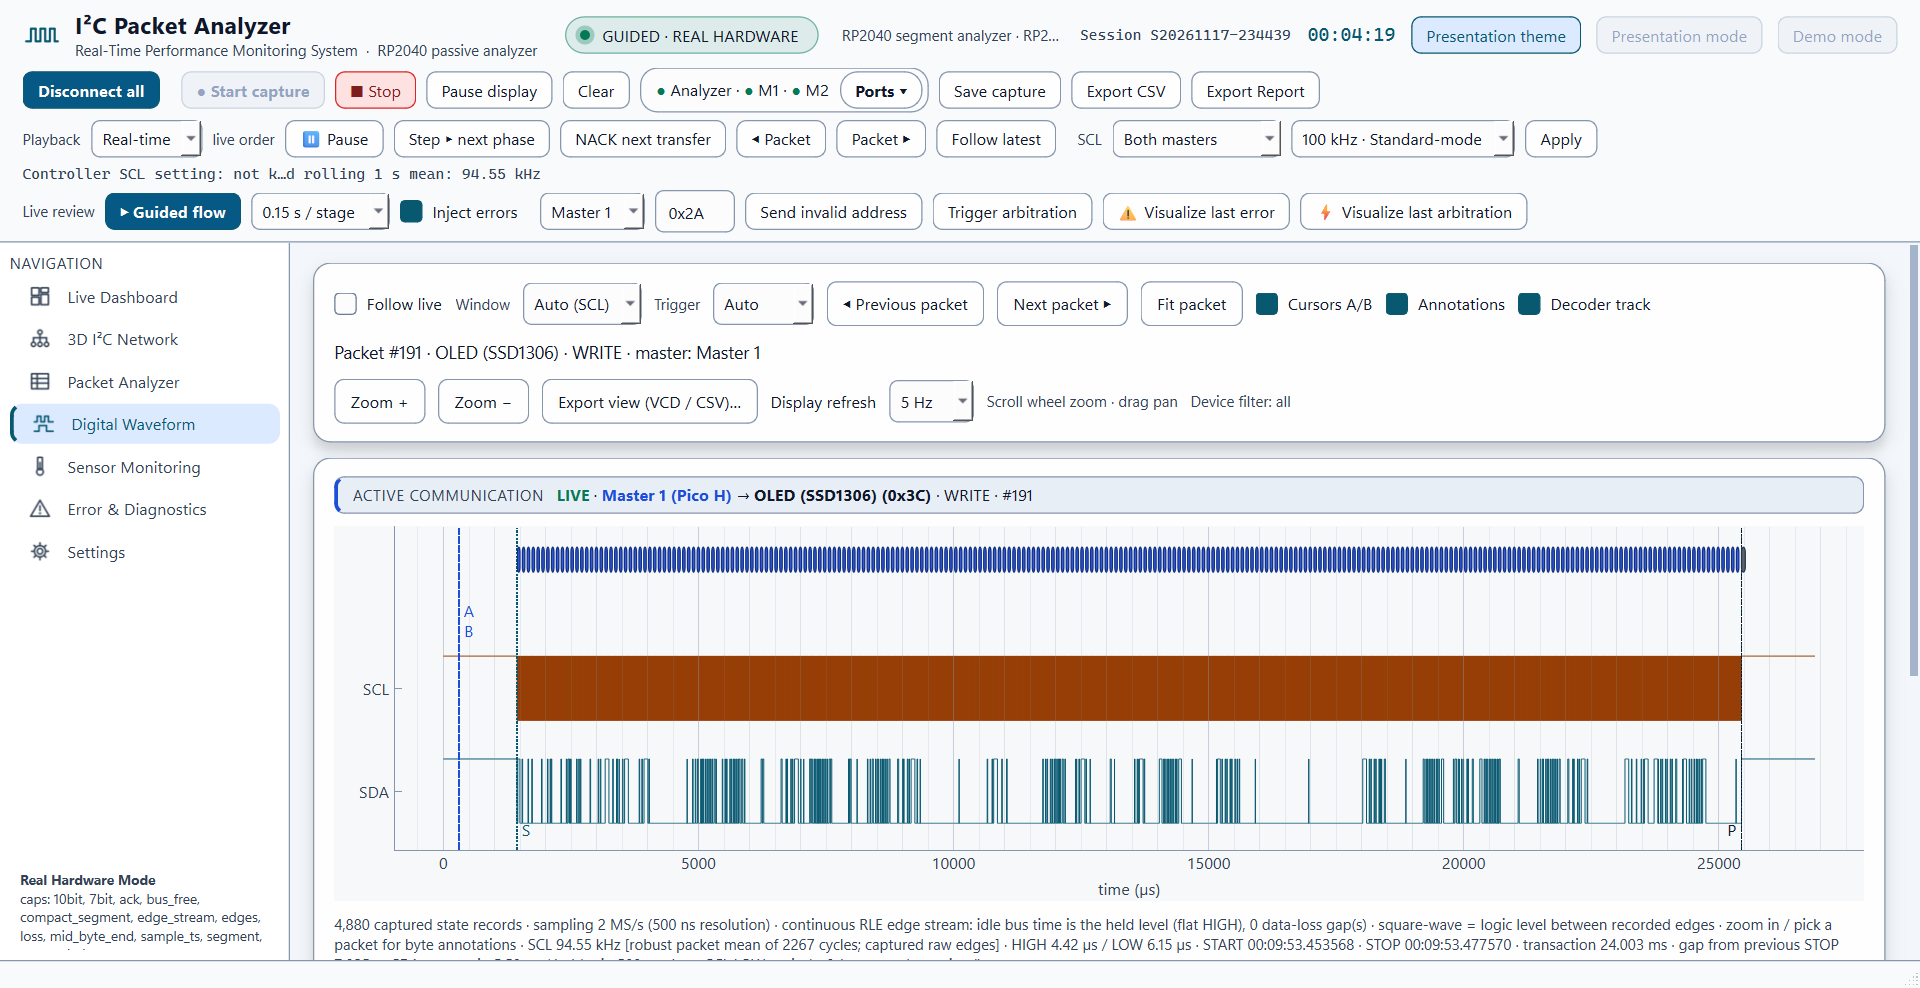 I²C Packet Analyzer
Real-Time Performance Monitoring System · RP2040 passive analyzer
GUIDED · REAL HARDWARE
RP2040 segment analyzer · RP2...
Session S20261117-234439
00:04:19
Presentation theme
Presentation mode
Demo mode
Disconnect all
● Start capture
■ Stop
Pause display
Clear
● Analyzer · ● M1 · ● M2
Ports ▾
Save capture
Export CSV
Export Report
Playback
Real-time
live order
⏸ Pause
Step ▸ next phase
NACK next transfer
◂ Packet
Packet ▸
Follow latest
SCL
Both masters
100 kHz · Standard-mode
Apply
Controller SCL setting: not k…d rolling 1 s mean: 94.55 kHz
Live review
▸ Guided flow
0.15 s / stage
Inject errors
Master 1
0x2A
Send invalid address
Trigger arbitration
⚠ Visualize last error
⚡ Visualize last arbitration
NAVIGATION
Live Dashboard
3D I²C Network
Packet Analyzer
Digital Waveform
Sensor Monitoring
Error & Diagnostics
Settings
Real Hardware Mode
caps: 10bit, 7bit, ack, bus_free,
compact_segment, edge_stream, edges,
loss, mid_byte_end, sample_ts, segment,
Follow live
Window
Auto (SCL)
Trigger
Auto
◂ Previous packet
Next packet ▸
Fit packet
Cursors A/B
Annotations
Decoder track
Packet #191 · OLED (SSD1306) · WRITE · master: Master 1
Zoom +
Zoom −
Export view (VCD / CSV)…
Display refresh
5 Hz
Scroll wheel zoom · drag pan
Device filter: all
ACTIVE COMMUNICATION LIVE · Master 1 (Pico H) → OLED (SSD1306) (0x3C) · WRITE · #191
A
B
SCL
SDA
S
P
0
5000
10000
15000
20000
25000
time (µs)
4,880 captured state records · sampling 2 MS/s (500 ns resolution) · continuous RLE edge stream: idle bus time is the held level (flat HIGH), 0 data-loss gap(s) · square-wave = logic level between recorded edges · zoom in / pick a
packet for byte annotations · SCL 94.55 kHz [robust packet mean of 2267 cycles; captured raw edges] · HIGH 4.42 µs / LOW 6.15 µs · START 00:09:53.453568 · STOP 00:09:53.477570 · transaction 24.003 ms · gap from previous STOP